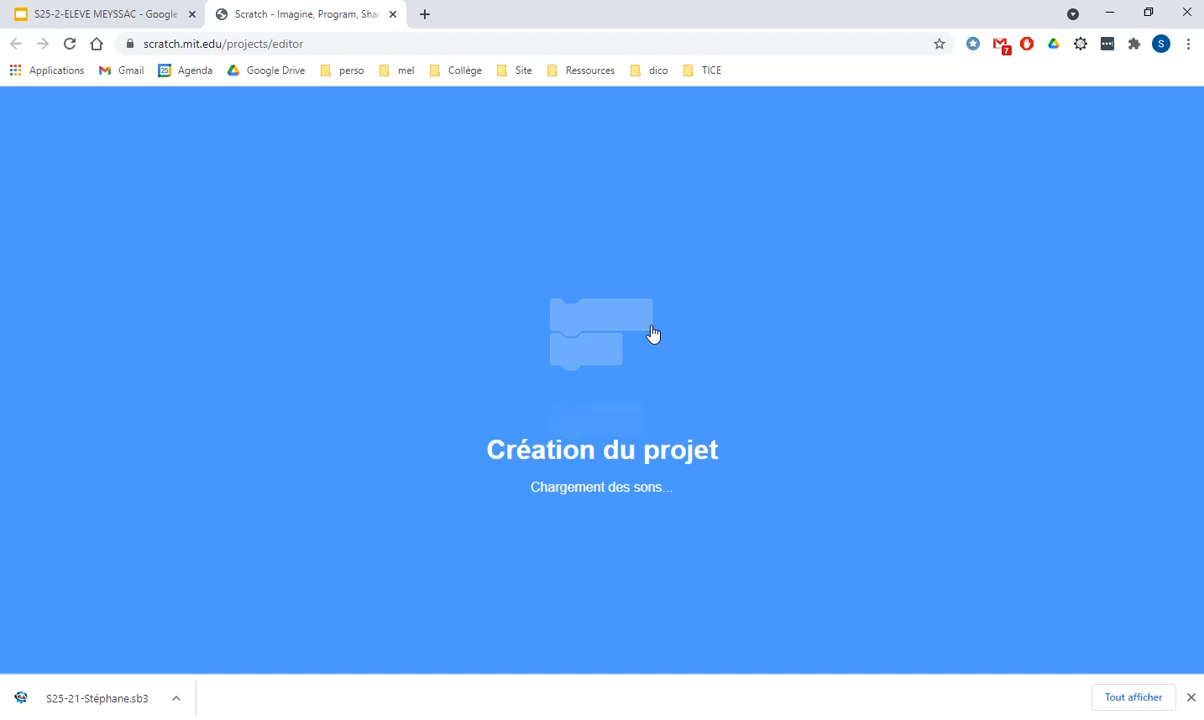 S25-2-ELEVE MEYSSAC - Google
Scratch - Imagine, Program, Sha
scratch.mit.edu/projects/editor
7
S
Applications
Gmail
25
Agenda
Google Drive
perso
mel
Collège
Site
Ressources
dico
TICE
Création du projet
Chargement des sons...
S25-21-Stéphane.sb3
Tout afficher